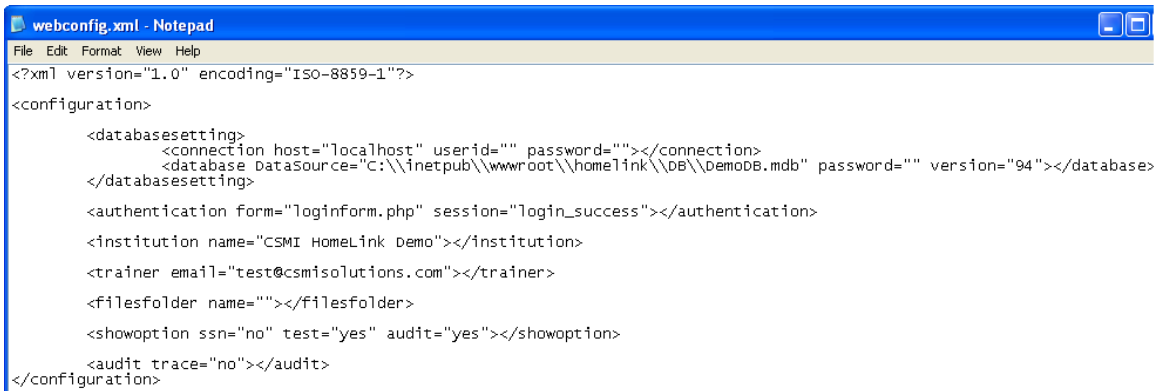 webconfig.xml - Notepad
File Edit Format View Help
<?xml version="1.0" encoding="ISO-8859-1"?>
<configuration>
<databasesetting>
<connection host="localhost" userid="" password=""></connection>
<database DataSource="C:\\inetpub\\wwwroot\\homelink\\DB\\DemoDB.mdb" password="" version="94"></database>
</databasesetting>
<authentication form="loginform.php" session="login_success"></authentication>
<institution name="CSMI HomeLink Demo"></institution>
<trainer email="test@csmisolutions.com"></trainer>
<filesfolder name=""></filesfolder>
<showoption ssn="no" test="yes" audit="yes"></showoption>
<audit trace="no"></audit>
</configuration>